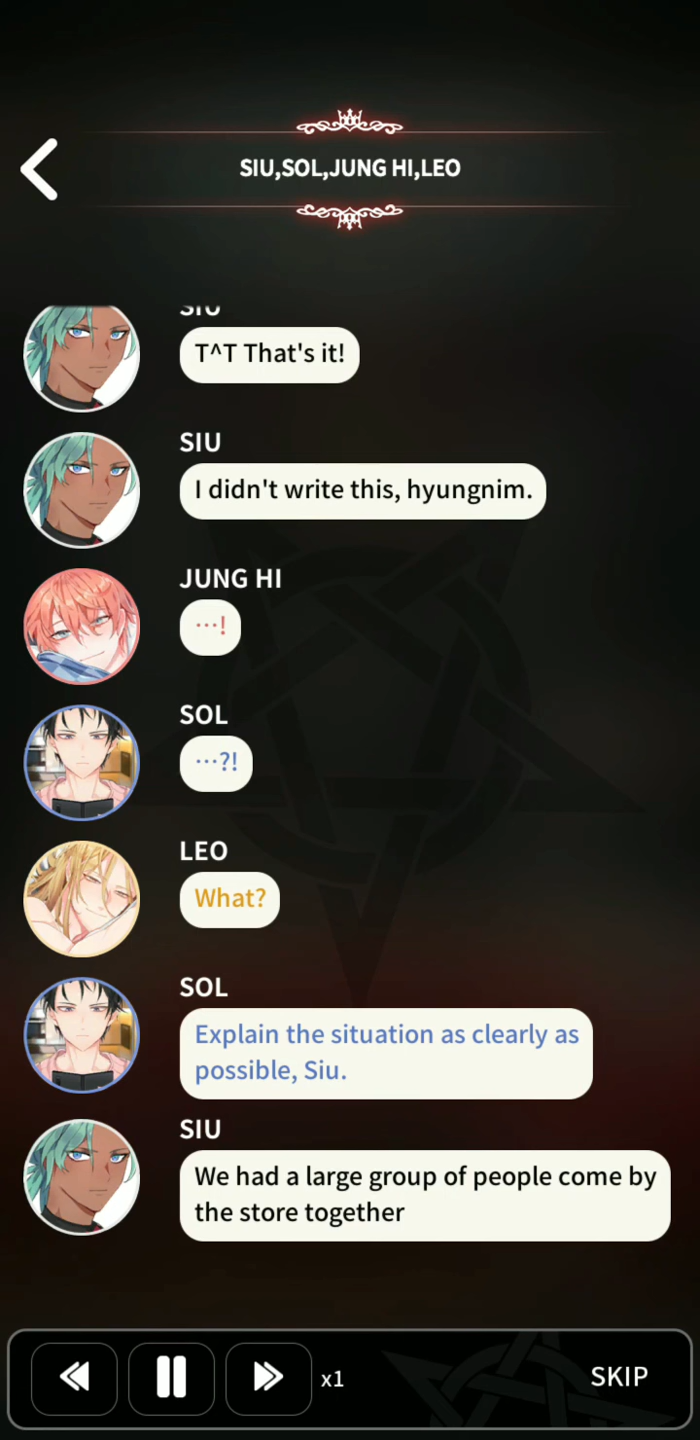 SIU,SOL,JUNG HI,LEO
SIU
T^T That's it!
SIU
I didn't write this, hyungnim.
JUNG HI
…!
SOL
…?!
LEO
What?
SOL
Explain the situation as clearly as
possible, Siu.
SIU
We had a large group of people come by
the store together
x1
SKIP